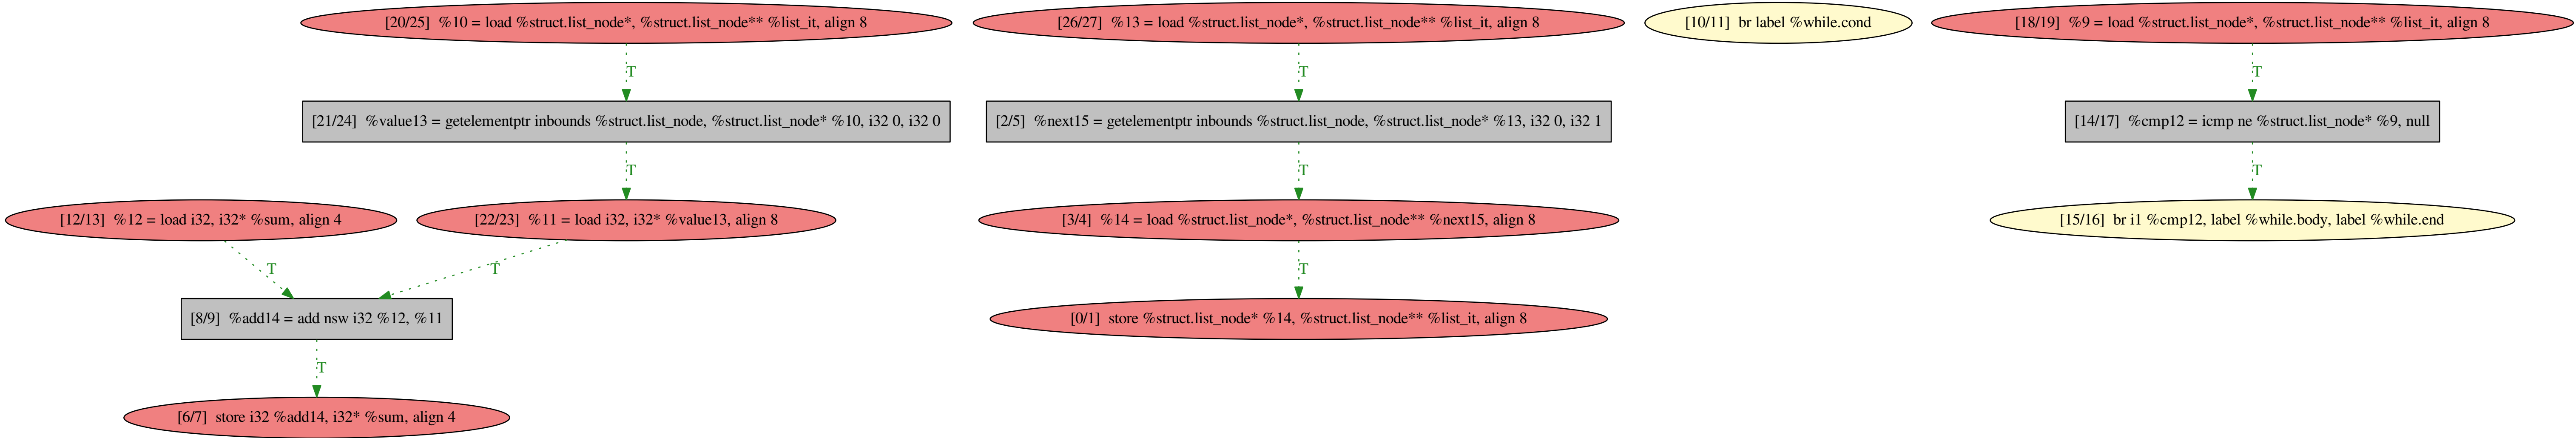 [20/25] %10 = load %struct.list_node*, %struct.list_node** %list_it, align 8
[26/27] %13 = load %struct.list_node*, %struct.list_node** %list_it, align 8
[10/11] br label %while.cond
[18/19] %9 = load %struct.list_node*, %struct.list_node** %list_it, align 8
T
T
T
[21/24] %value13 = getelementptr inbounds %struct.list_node, %struct.list_node* %10, i32 0, i32 0
[2/5] %next15 = getelementptr inbounds %struct.list_node, %struct.list_node* %13, i32 0, i32 1
[14/17] %cmp12 = icmp ne %struct.list_node* %9, null
T
T
T
[12/13] %12 = load i32, i32* %sum, align 4
[22/23] %11 = load i32, i32* %value13, align 8
[3/4] %14 = load %struct.list_node*, %struct.list_node** %next15, align 8
[15/16] br i1 %cmp12, label %while.body, label %while.end
T
T
T
[8/9] %add14 = add nsw i32 %12, %11
[0/1] store %struct.list_node* %14, %struct.list_node** %list_it, align 8
T
[6/7] store i32 %add14, i32* %sum, align 4